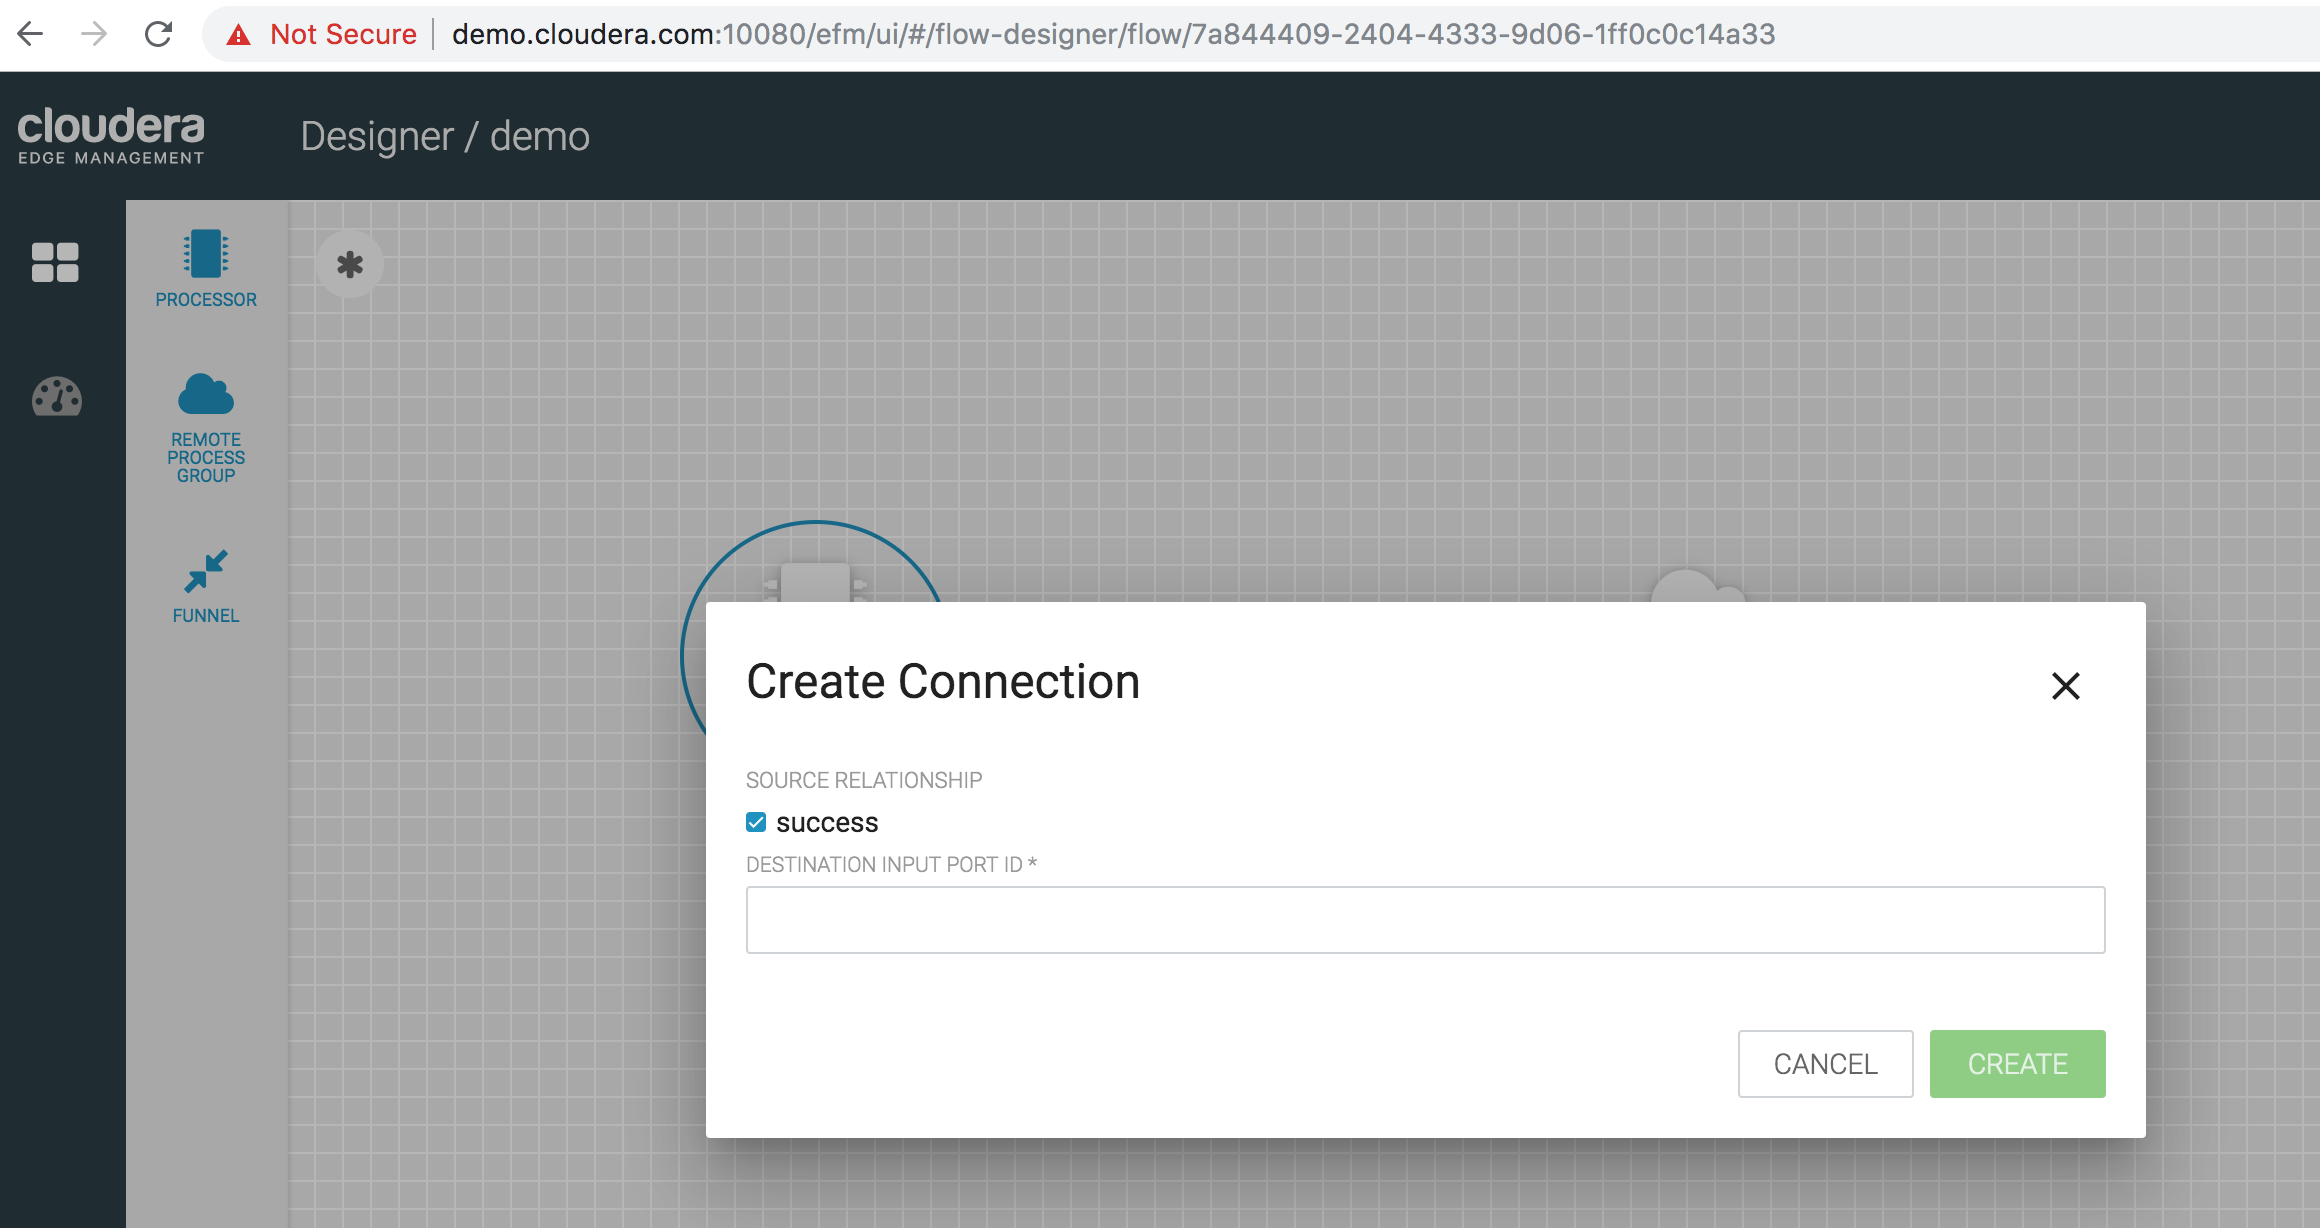 Not Secure
demo.cloudera.com:10080/efm/ui/#/flow-designer/flow/7a844409-2404-4333-9d06-1ff0c0c14a33
cloudera
EDGE MANAGEMENT
Designer / demo
PROCESSOR
REMOTE
PROCESS
GROUP
FUNNEL
Create Connection
SOURCE RELATIONSHIP
success
DESTINATION INPUT PORT ID *
CANCEL
CREATE